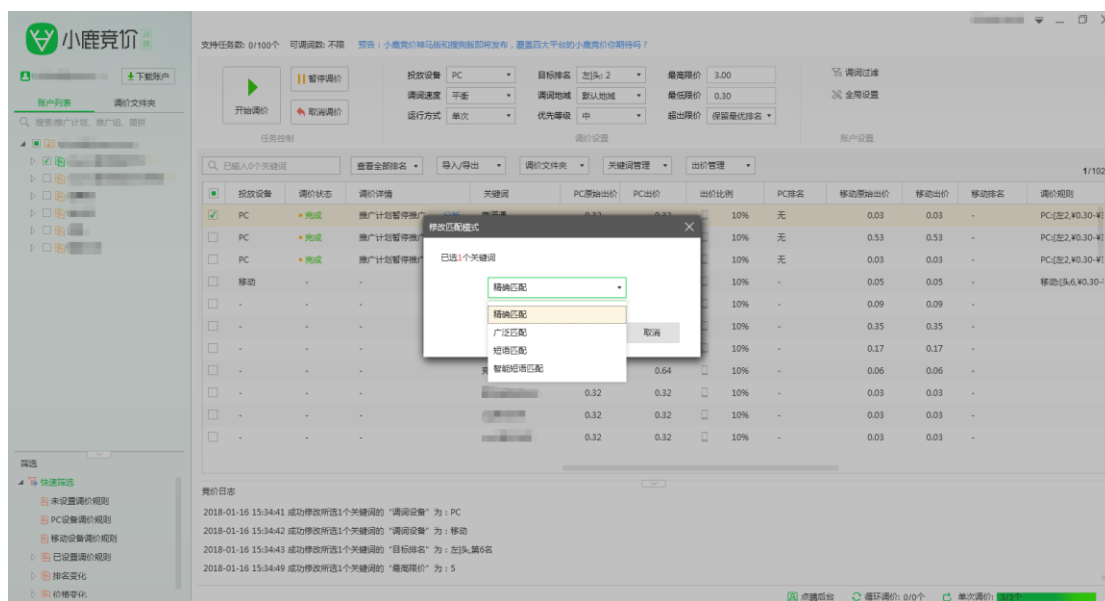 小鹿竞价
支持任务数: 0/100个 可调词数: 不限 预告：小鹿竞价神马版和搜狗版即将发布，覆盖四大平台的小鹿竞价你期待吗？
下载账户
账户列表 调价文件夹
搜索推广计划、推广组、简拼
开始调价
暂停调价
取消调价
任务控制
投放设备 PC 目标排名 左|头: 2 最高限价 3.00
调词速度 平衡 调词地域 默认地域 最低限价 0.30
运行方式 单次 优先等级 中 超出限价 保留最优排名
调价设置
调词过滤
全局设置
账户设置
已输入0个关键词 查看全部排名 导入/导出 调价文件夹 关键词管理 出价管理
1/102
投放设备 调价状态 调价详情 关键词 PC原始出价 PC出价 出价比例 PC排名 移动原始出价 移动出价 移动排名 调价规则
PC 完成 推广计划暂停推广 10% 无 0.03 0.03 - PC:[左2,¥0.30-¥
PC 完成 推广计划暂停推广 10% 无 0.53 0.53 - PC:[左2,¥0.30-¥
PC 完成 推广计划暂停推广 10% 无 0.03 0.03 - PC:[左2,¥0.30-¥
移动 - - 10% - 0.05 0.05 - 移动:[头6,¥0.30-
- - - 10% - 0.09 0.09 -
- - - 10% - 0.35 0.35 -
- - - 10% - 0.17 0.17 -
- - - 0.64 10% - 0.06 0.06 -
- - - 0.32 0.32 10% - 0.03 0.03 -
- - - 0.32 0.32 10% - 0.03 0.03 -
- - - 0.32 0.32 10% - 0.03 0.03 -
修改匹配模式
已选1个关键词
精确匹配
精确匹配
广泛匹配
短语匹配
智能短语匹配
取消
筛选
快速筛选
未设置调价规则
PC设备调价规则
移动设备调价规则
已设置调价规则
排名变化
价格变化
竞价日志
2018-01-16 15:34:41 成功修改所选1个关键词的“调词设备”为：PC
2018-01-16 15:34:42 成功修改所选1个关键词的“调词设备”为：移动
2018-01-16 15:34:43 成功修改所选1个关键词的“目标排名”为：左|头,第6名
2018-01-16 15:34:49 成功修改所选1个关键词的“最高限价”为：5
点睛后台 循环调价: 0/0个 单次调价: 3/3个